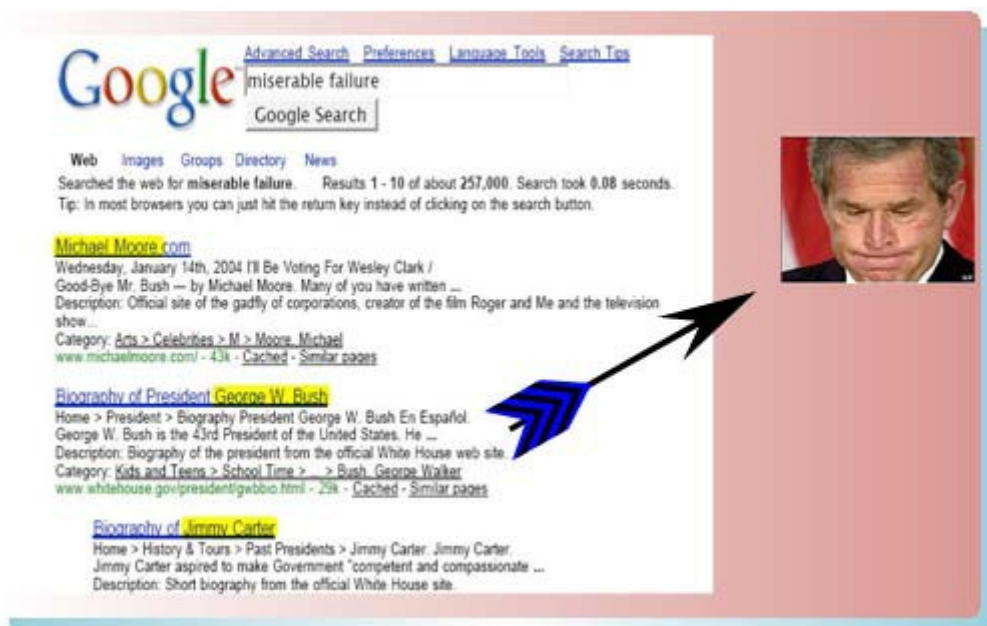 Google
Advanced Search Preferences Language Tools Search Tips
miserable failure
Google Search
Web Images Groups Directory News
Searched the web for miserable failure. Results 1 - 10 of about 257,000. Search took 0.08 seconds.
Tip: In most browsers you can just hit the return key instead of clicking on the search button.
Michael Moore.com
Wednesday, January 14th, 2004 I'll Be Voting For Wesley Clark /
Good-Bye Mr. Bush — by Michael Moore. Many of you have written ...
Description: Official site of the gadfly of corporations, creator of the film Roger and Me and the television
show...
Category: Arts > Celebrities > M > Moore, Michael
www.michaelmoore.com/ - 43k - Cached - Similar pages
Biography of President George W. Bush
Home > President > Biography President George W. Bush En Español.
George W. Bush is the 43rd President of the United States. He ...
Description: Biography of the president from the official White House web site.
Category: Kids and Teens > School Time > ... > Bush, George Walker
www.whitehouse.gov/president/gwbbio.html - 29k - Cached - Similar pages
Biography of Jimmy Carter
Home > History & Tours > Past Presidents > Jimmy Carter. Jimmy Carter.
Jimmy Carter aspired to make Government "competent and compassionate ...
Description: Short biography from the official White House site.